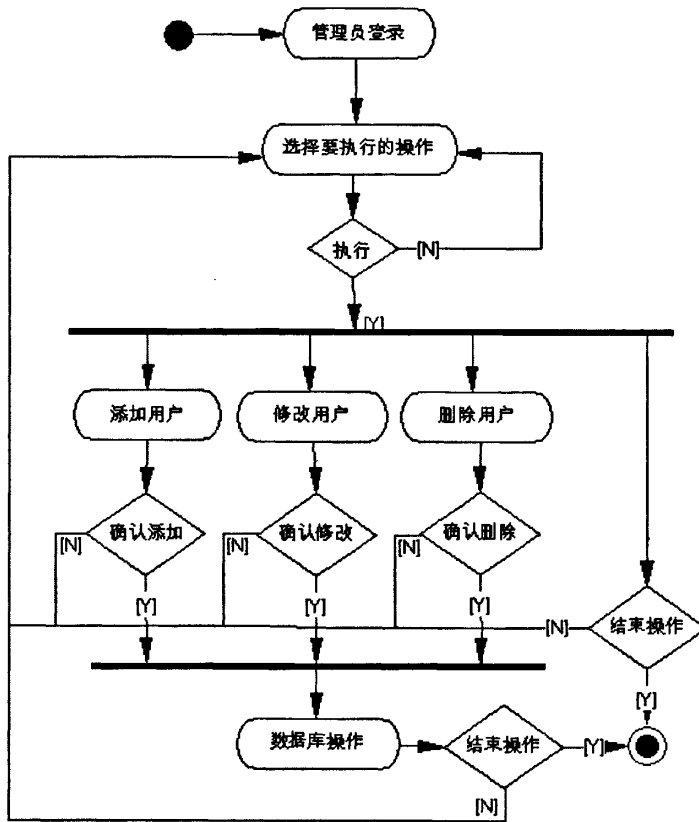 管理员登录
选择要执行的操作
执行
[N]
[Y]
添加用户
修改用户
删除用户
确认添加
确认修改
确认删除
[N]
[N]
[N]
[Y]
[Y]
[Y]
[N]
结束操作
[Y]
数据库操作
结束操作
[Y]
[N]